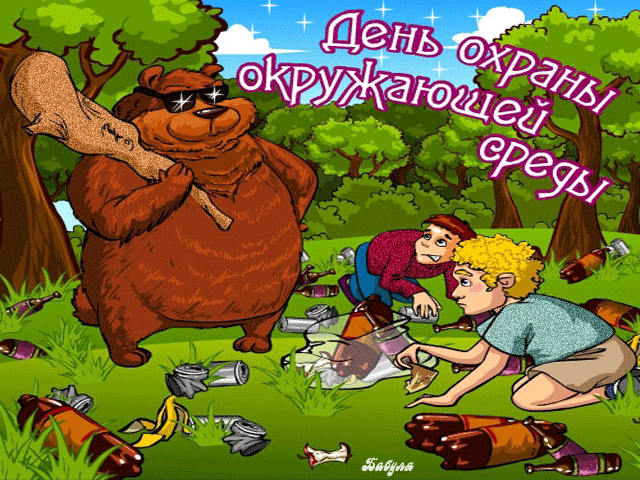 День охраны
окружающей
среды
Бабуля